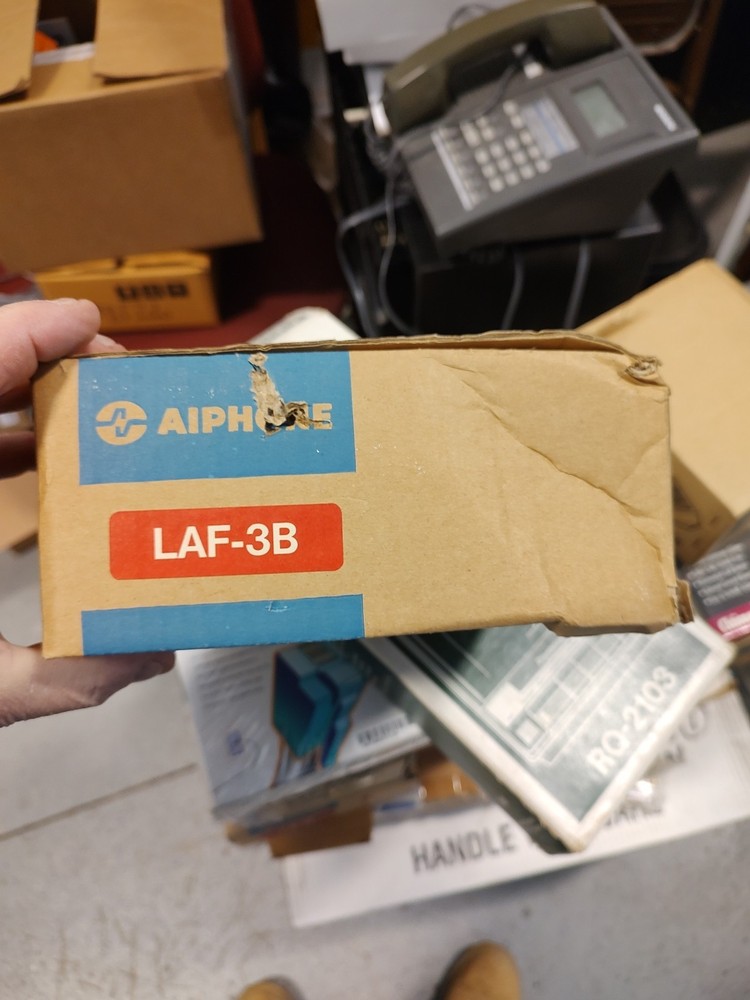 AIPHONE
LAF-3B
RQ-2103
HANDLE